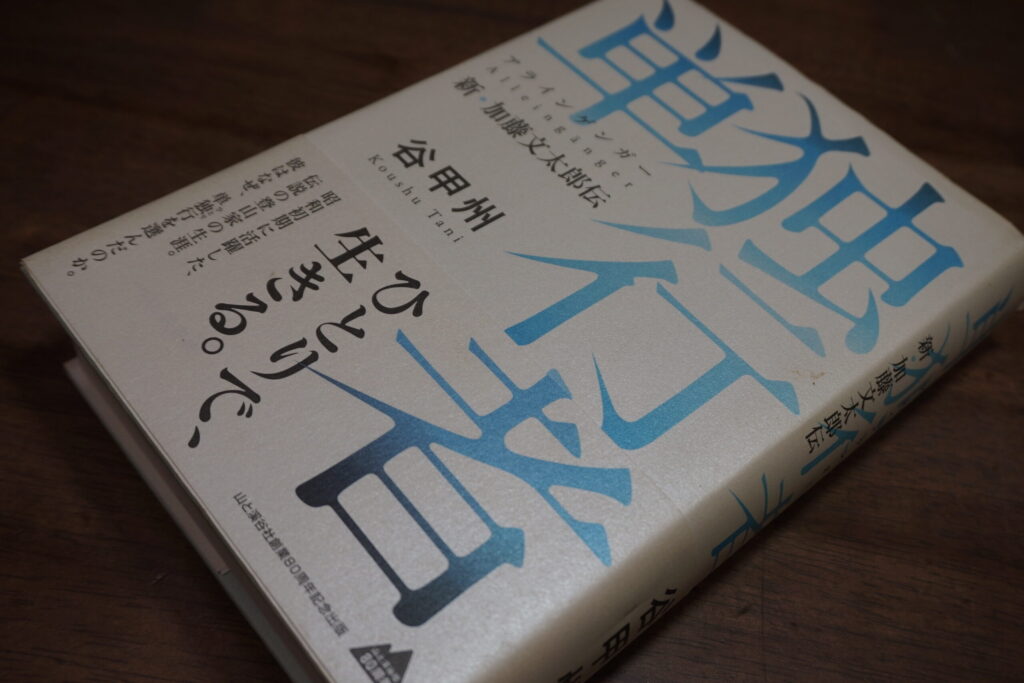 単独行者
アラインゲンガー
Alleingänger
新・加藤文太郎伝
谷甲州
Koushu Tani
ひとりで、
生きる。
昭和初期に活躍した、
伝説の登山家の生涯。
彼はなぜ、単独行を選んだのか。
山と溪谷社創業80周年記念出版
新 加藤文太郎伝
谷甲